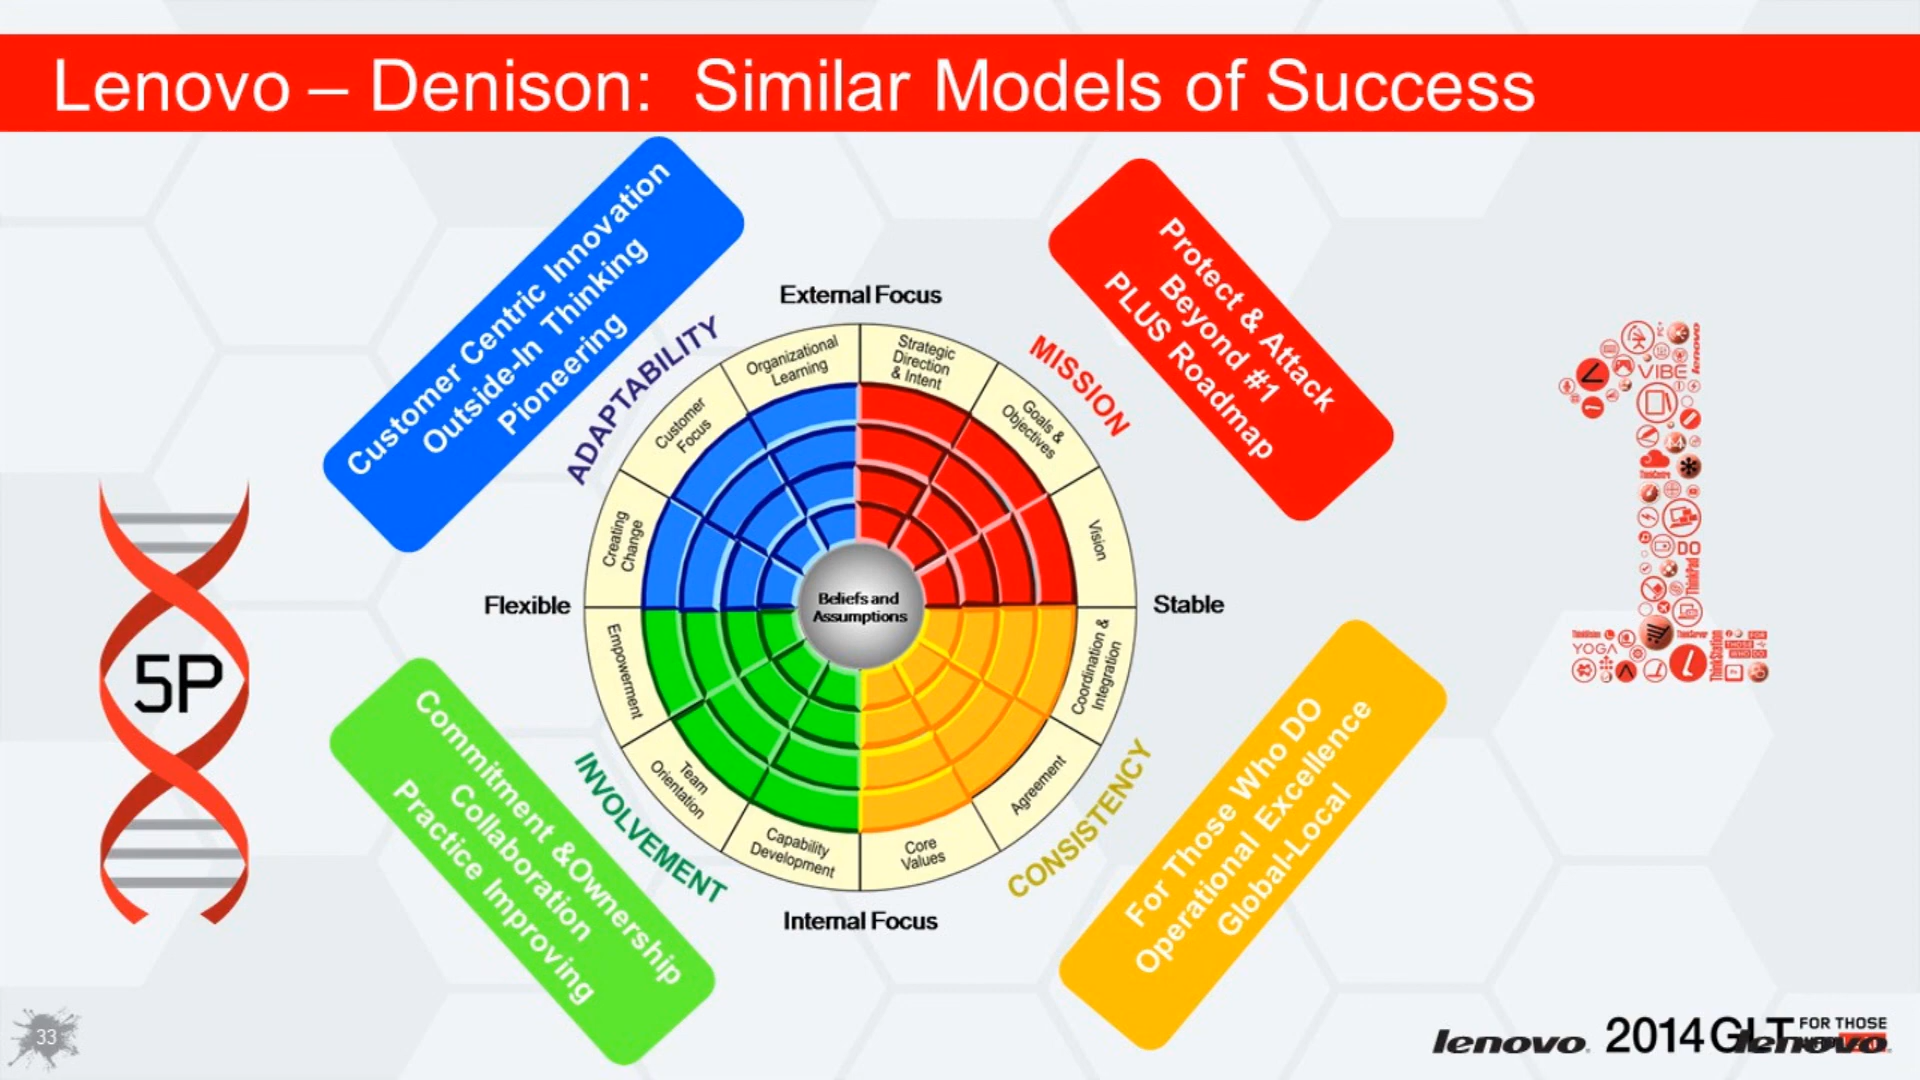 Lenovo – Denison: Similar Models of Success
Customer Centric Innovation
Outside-In Thinking
Pioneering
Protect & Attack
Beyond #1
PLUS Roadmap
External Focus
ADAPTABILITY
MISSION
Organizational
Learning
Strategic
Direction
& Intent
Customer
Focus
Goals &
Objectives
Creating
Change
Vision
Flexible
Beliefs and
Assumptions
Stable
Empowerment
Coordination &
Integration
Team
Orientation
Agreement
Capability
Development
Core
Values
INVOLVEMENT
CONSISTENCY
Internal Focus
5P
Commitment &Ownership
Collaboration
Practice Improving
For Those Who DO
Operational Excellence
Global-Local
lenovo
VIBE
DO
ThinkPad
YOGA
ThinkStation
33
lenovo
2014 GLT
FOR THOSE
lenovo